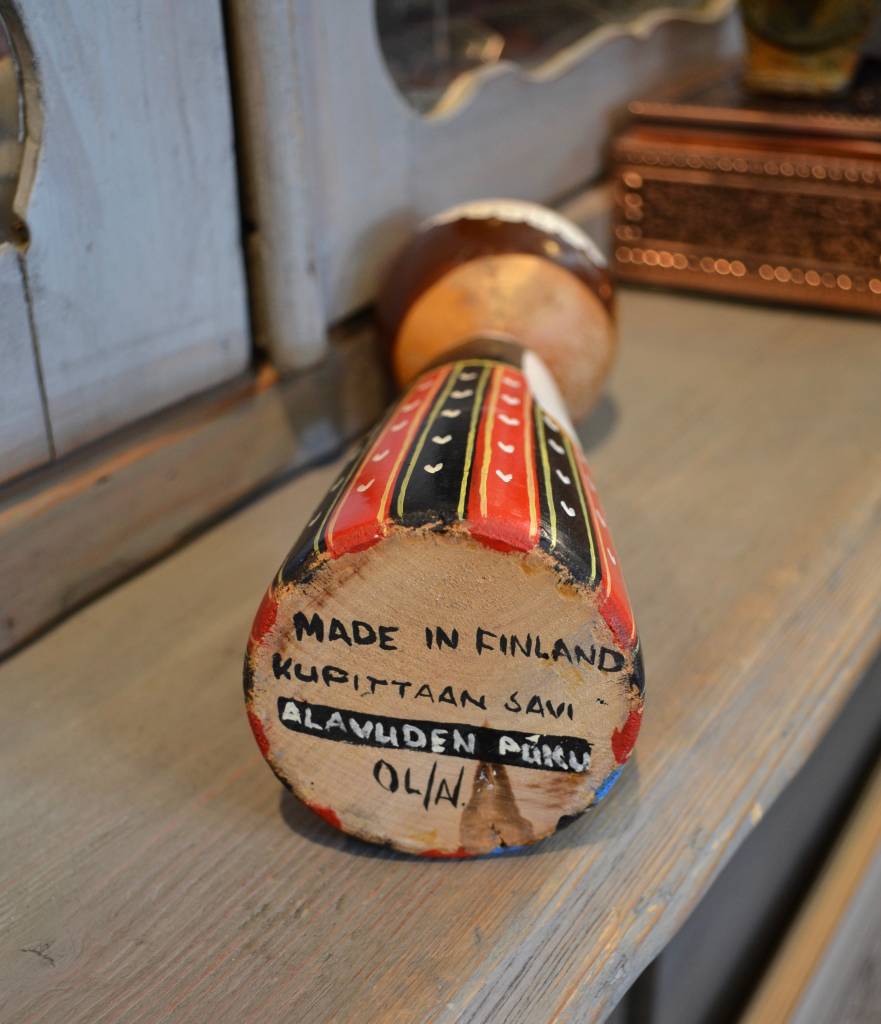 MADE IN FINLAND
KUPITTAAN SAVI
ALAVUDEN PUKU
OL/A.